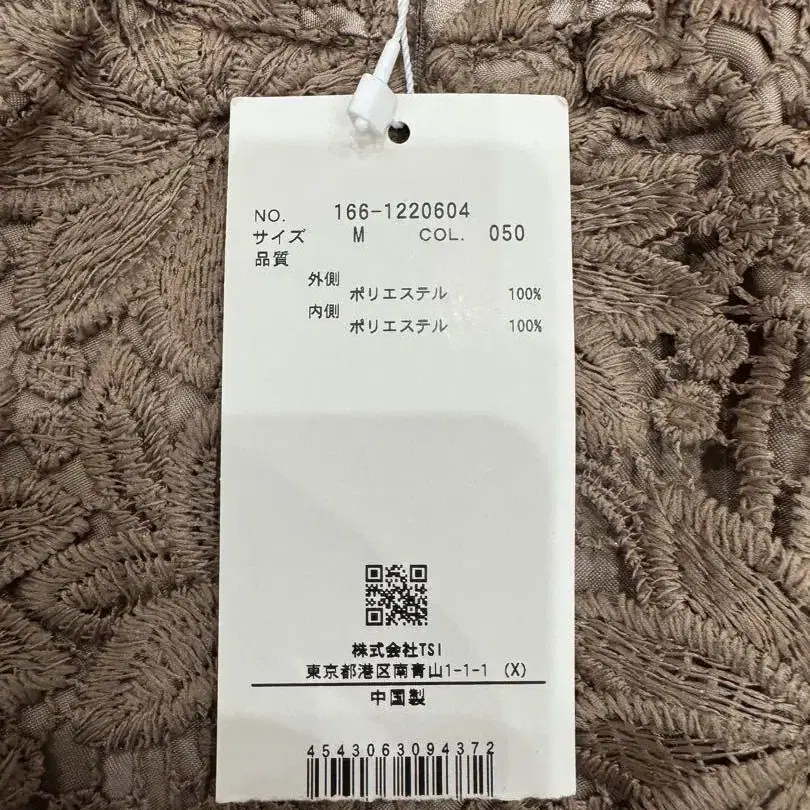 NO. 166-1220604
サイズ M COL. 050
品質
外側
ポリエステル 100%
内側
ポリエステル 100%
株式会社TSI
東京都港区南青山1-1-1 (X)
中国製
4543063094372